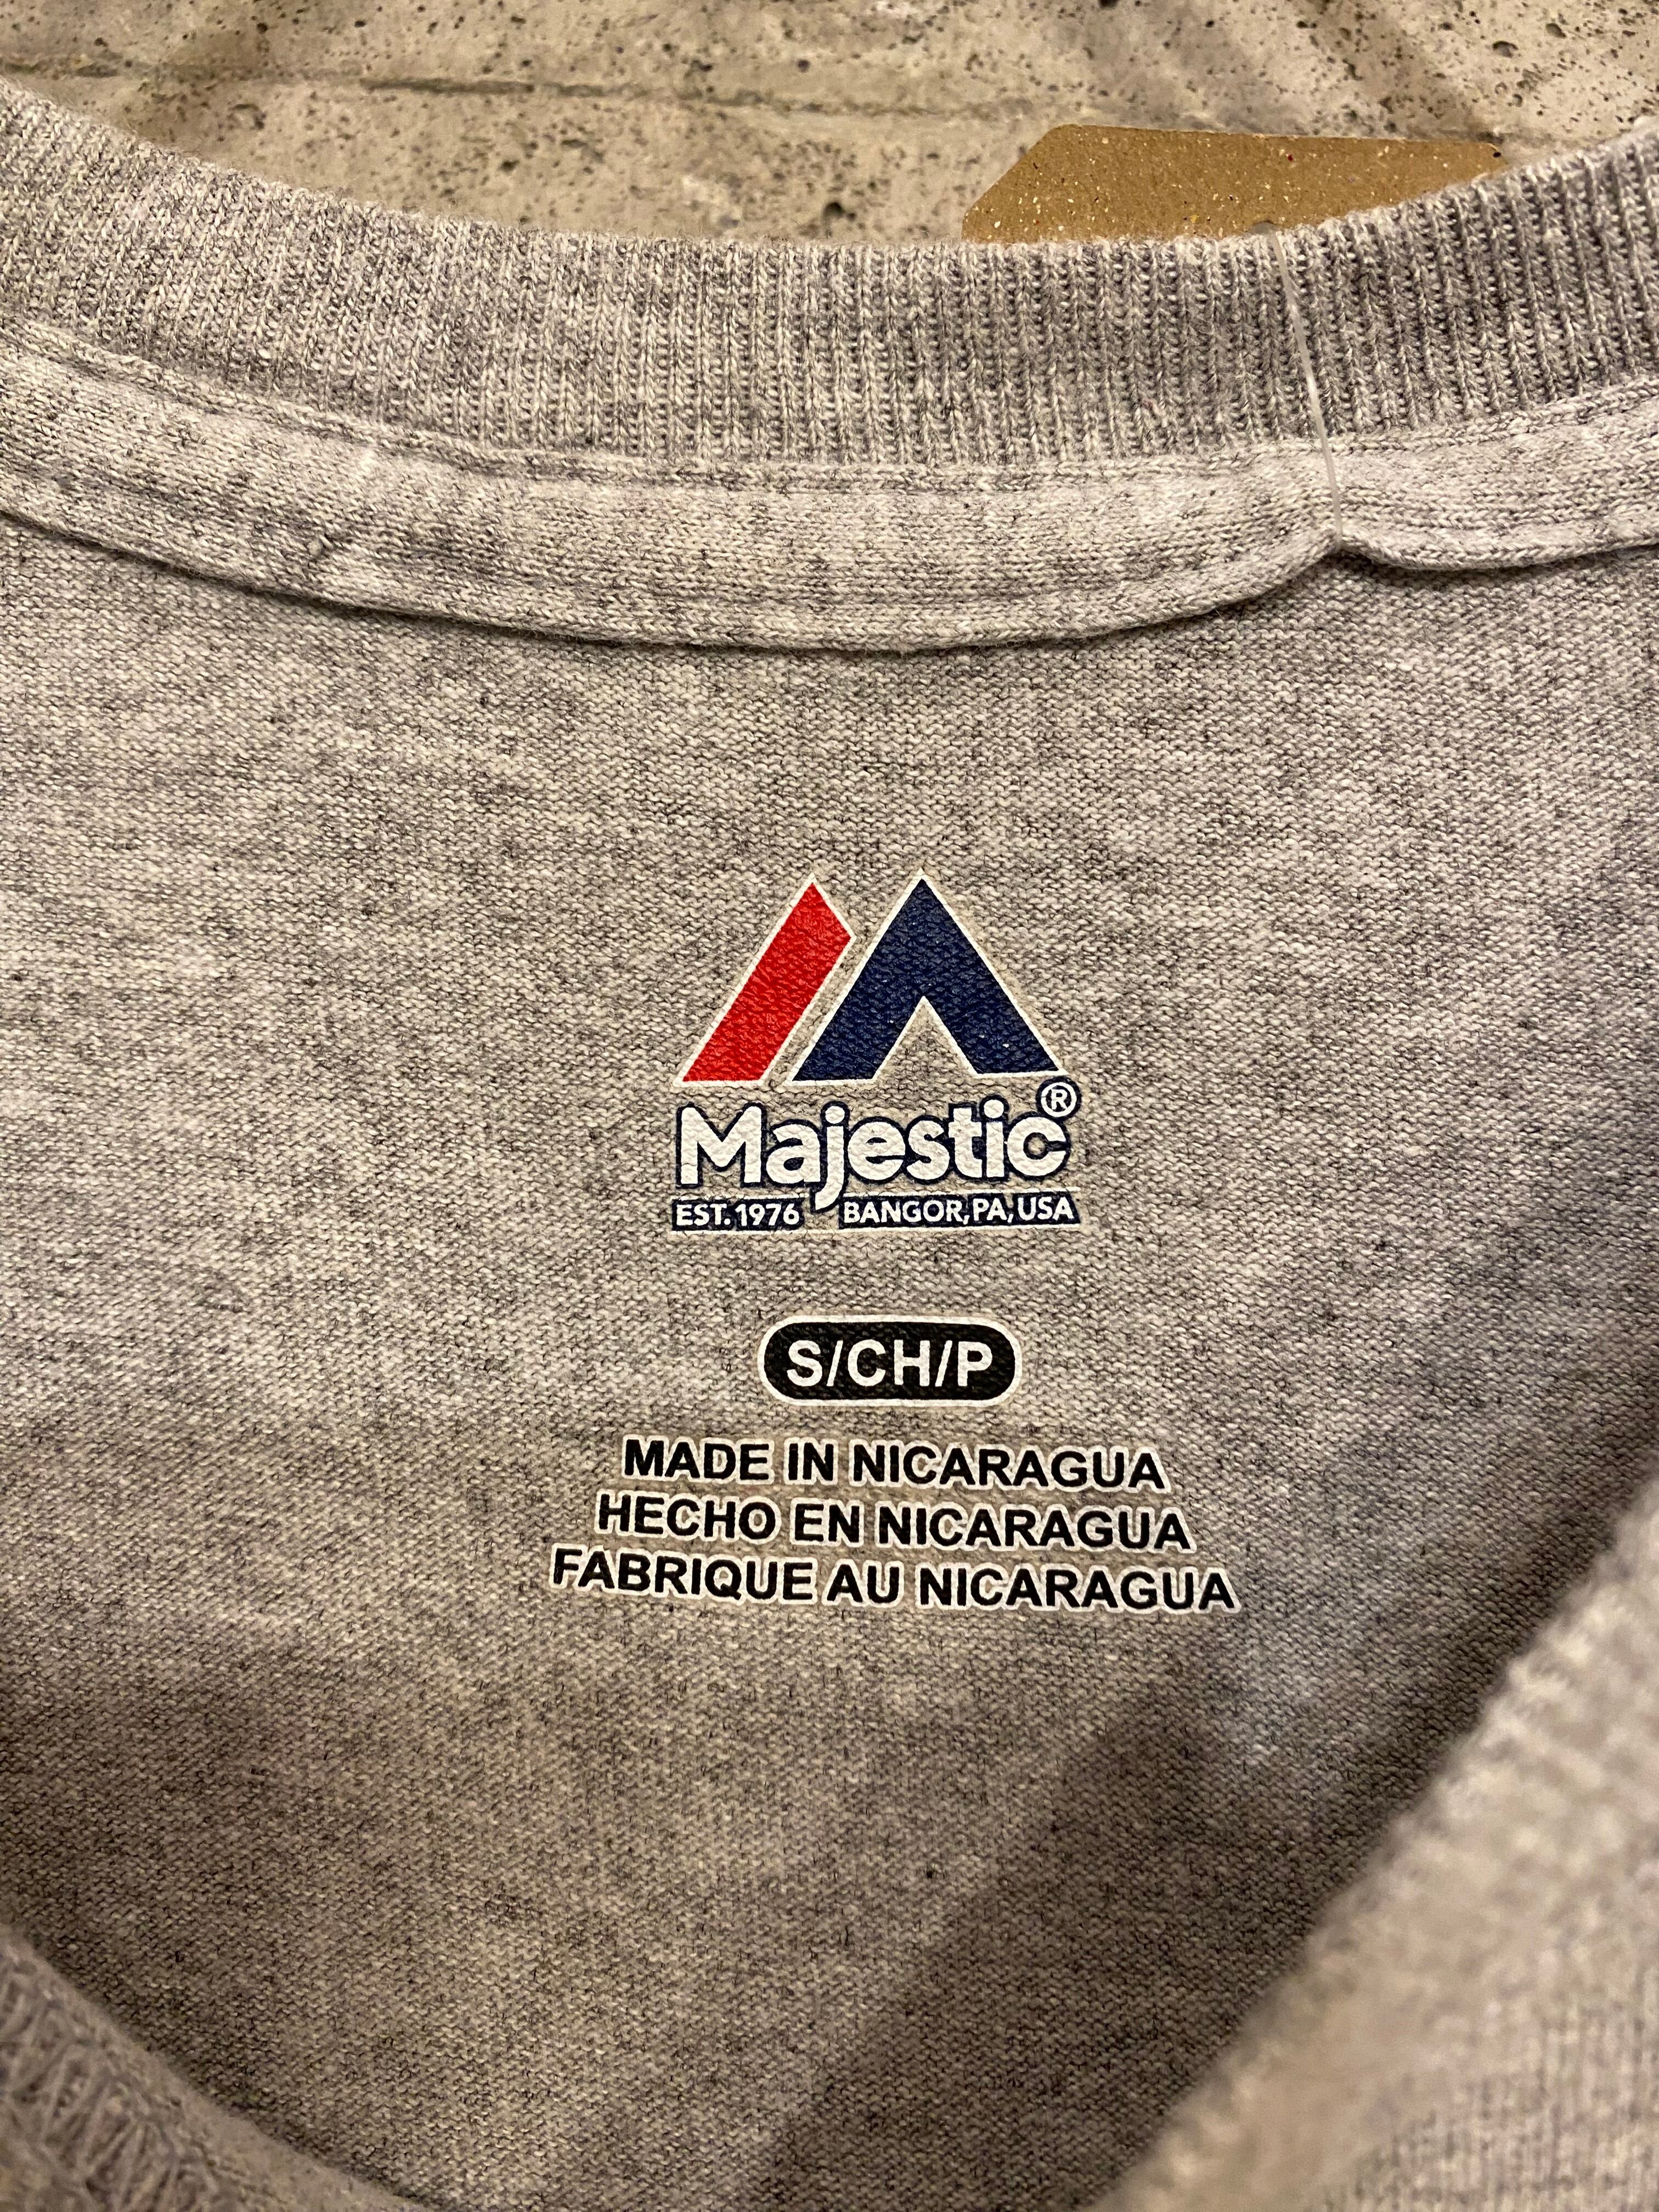 Majestic®
EST. 1976 BANGOR, PA, USA
S/CH/P
MADE IN NICARAGUA
HECHO EN NICARAGUA
FABRIQUE AU NICARAGUA